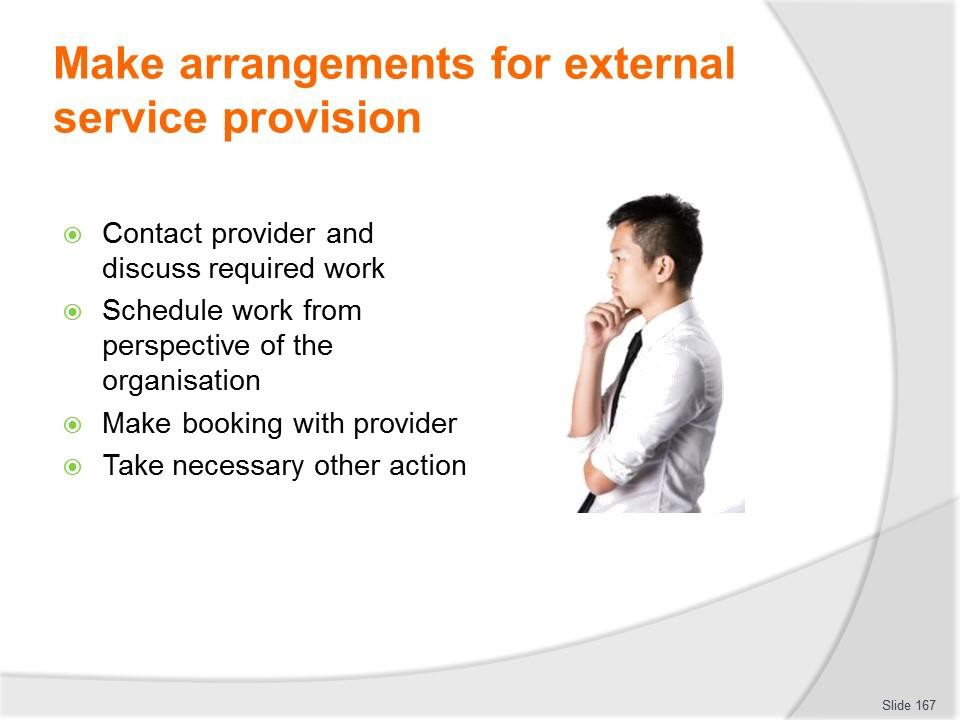 Make arrangements for external
service provision
Contact provider and
discuss required work
Schedule work from
perspective of the
organisation
Make booking with provider
Take necessary other action
Slide 167